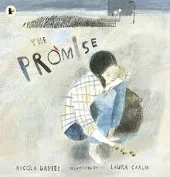 THE
PROMISE
NICOLA DAVIES
LAURA CARLIN